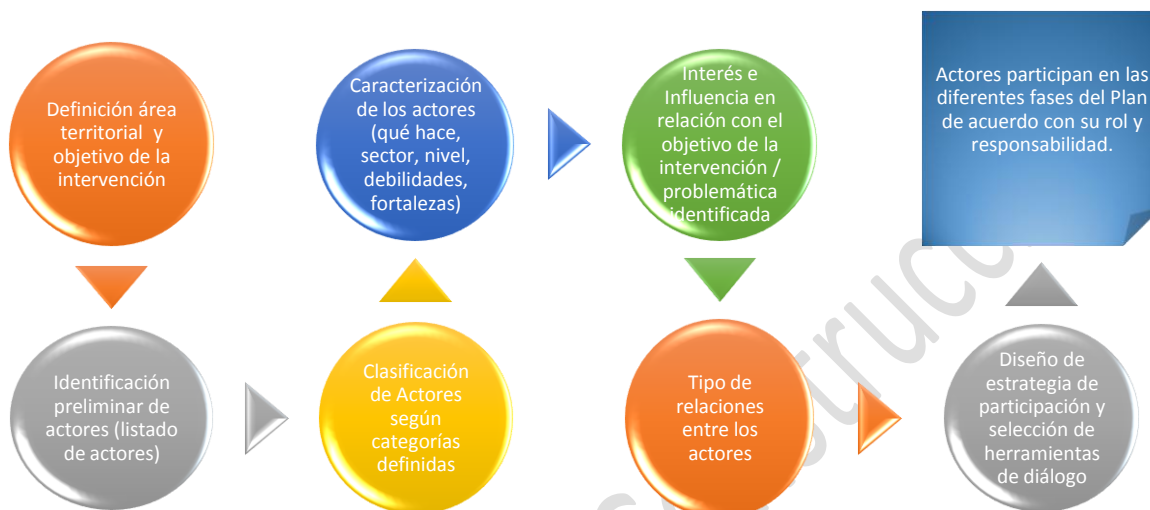 Definición área
territorial y
objetivo de la
intervención
Identificación
preliminar de
actores (listado
de actores)
Clasificación
de Actores
según
categorías
definidas
Caracterización
de los actores
(qué hace,
sector, nivel,
debilidades,
fortalezas)
Interés e
Influencia en
relación con el
objetivo de la
intervención /
problemática
identificada
Tipo de
relaciones
entre los
actores
Diseño de
estrategia de
participación y
selección de
herramientas
de diálogo
Actores participan en las
diferentes fases del Plan
de acuerdo con su rol y
responsabilidad.